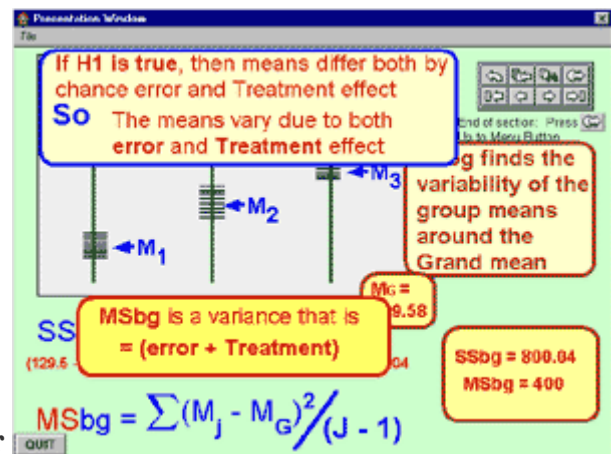 Presentation Window
File
If H1 is true, then means differ both by
chance error and Treatment effect
So The means vary due to both
error and Treatment effect
End of section: Press
Up to Menu Button
finds the
variability of the
group means
around the
Grand mean
M3
M2
M1
MG =
9.58
MSbg is a variance that is
= (error + Treatment)
SS
(129.5 - 04
SSbg = 800.04
MSbg = 400
MSbg = ∑(Mj - MG)²/(J - 1)
QUIT